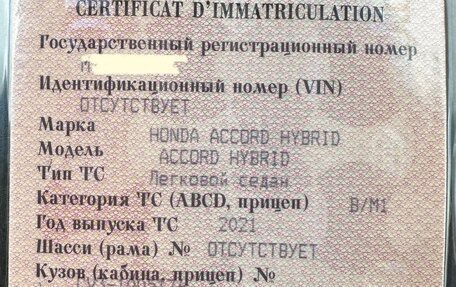 CERTIFICAT D'IMMATRICULATION
Государственный регистрационный номер
Идентификационный номер (VIN)
ОТСУТСТВУЕТ
Марка HONDA ACCORD HYBRID
Модель ACCORD HYBRID
Тип ТС Легковой седан
Категория ТС (ABCD, прицеп) B/M1
Год выпуска ТС 2021
Шасси (рама) № ОТСУТСТВУЕТ
Кузов (кабина, прицеп) №